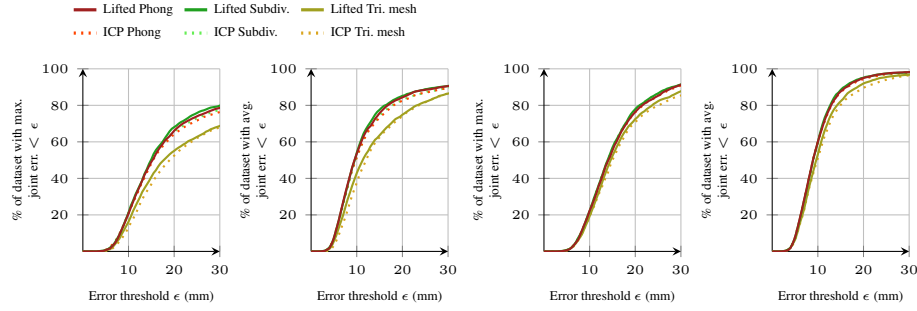 Lifted Phong Lifted Subdiv. Lifted Tri. mesh
ICP Phong ICP Subdiv. ICP Tri. mesh
% of dataset with max.
joint err. < ϵ
100
80
60
40
20
10 20 30
Error threshold ϵ (mm)
% of dataset with avg.
joint err. < ϵ
100
80
60
40
20
10 20 30
Error threshold ϵ (mm)
% of dataset with max.
joint err. < ϵ
100
80
60
40
20
10 20 30
Error threshold ϵ (mm)
% of dataset with avg.
joint err. < ϵ
100
80
60
40
20
10 20 30
Error threshold ϵ (mm)